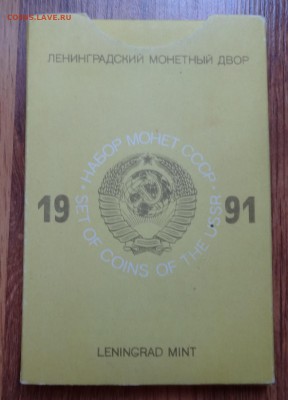 coins.lave.ru
ЛЕНИНГРАДСКИЙ МОНЕТНЫЙ ДВОР
· НАБОР МОНЕТ СССР ·
19 91
SET OF COINS OF THE USSR
LENINGRAD MINT